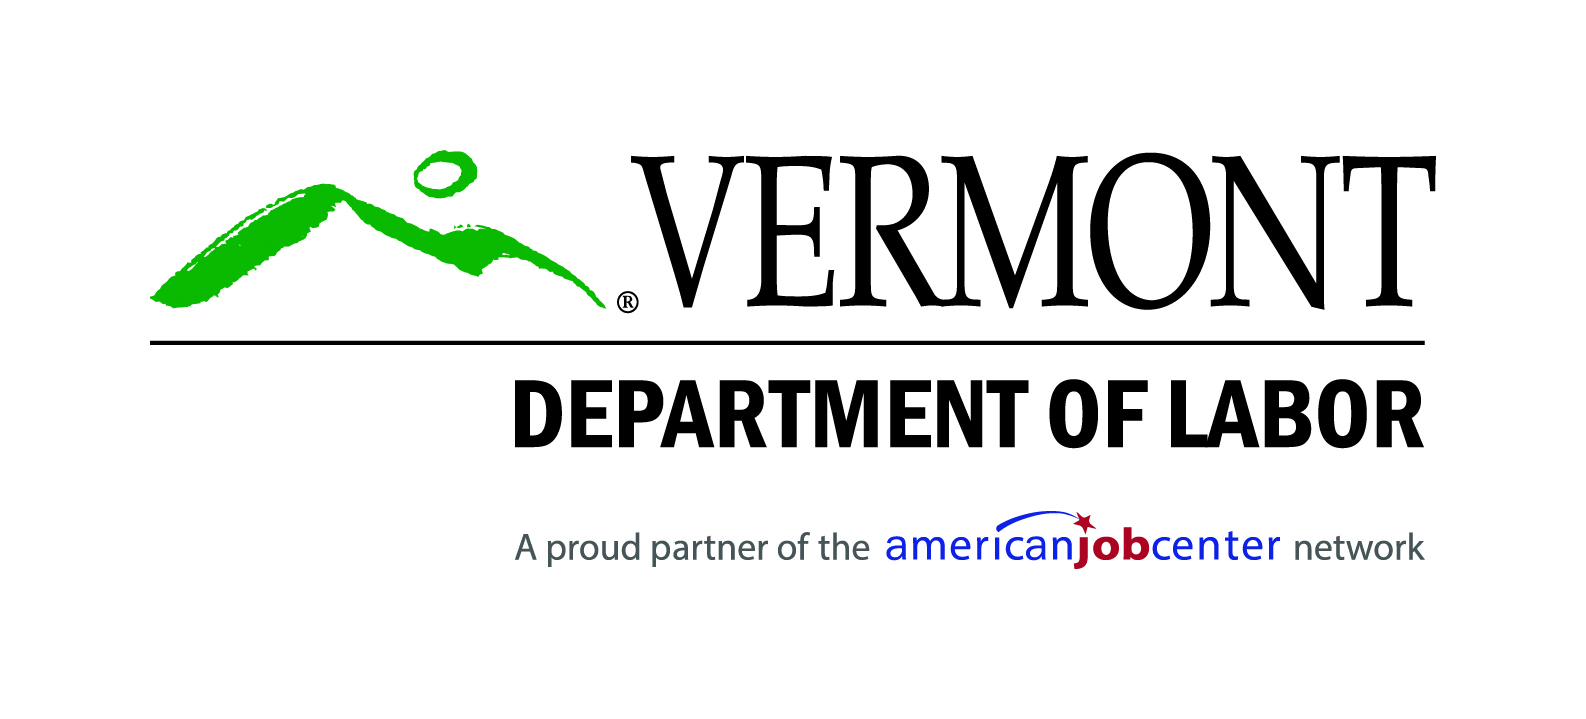 ® VERMONT
DEPARTMENT OF LABOR
A proud partner of the americanjobcenter network